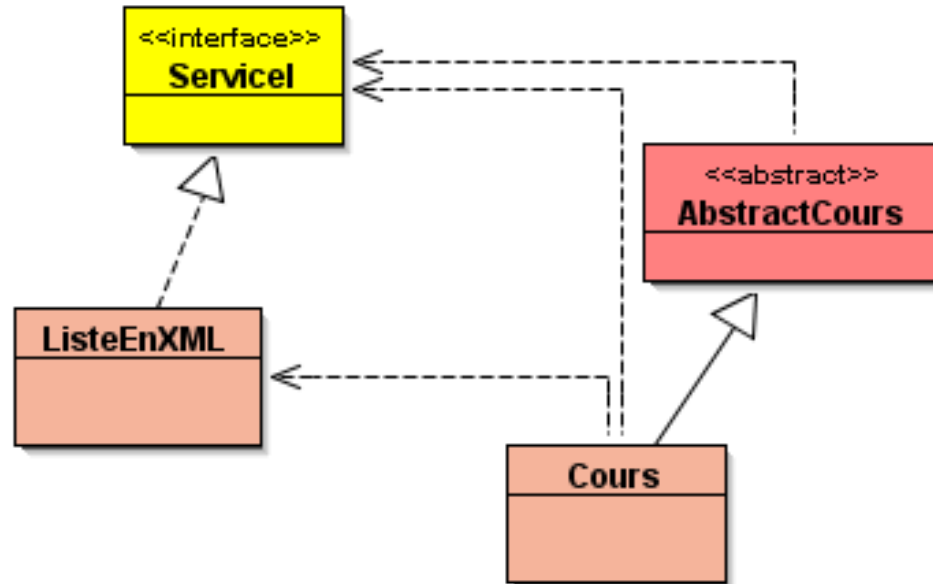 <<interface>>
ServiceI
<<abstract>>
AbstractCours
ListeEnXML
Cours